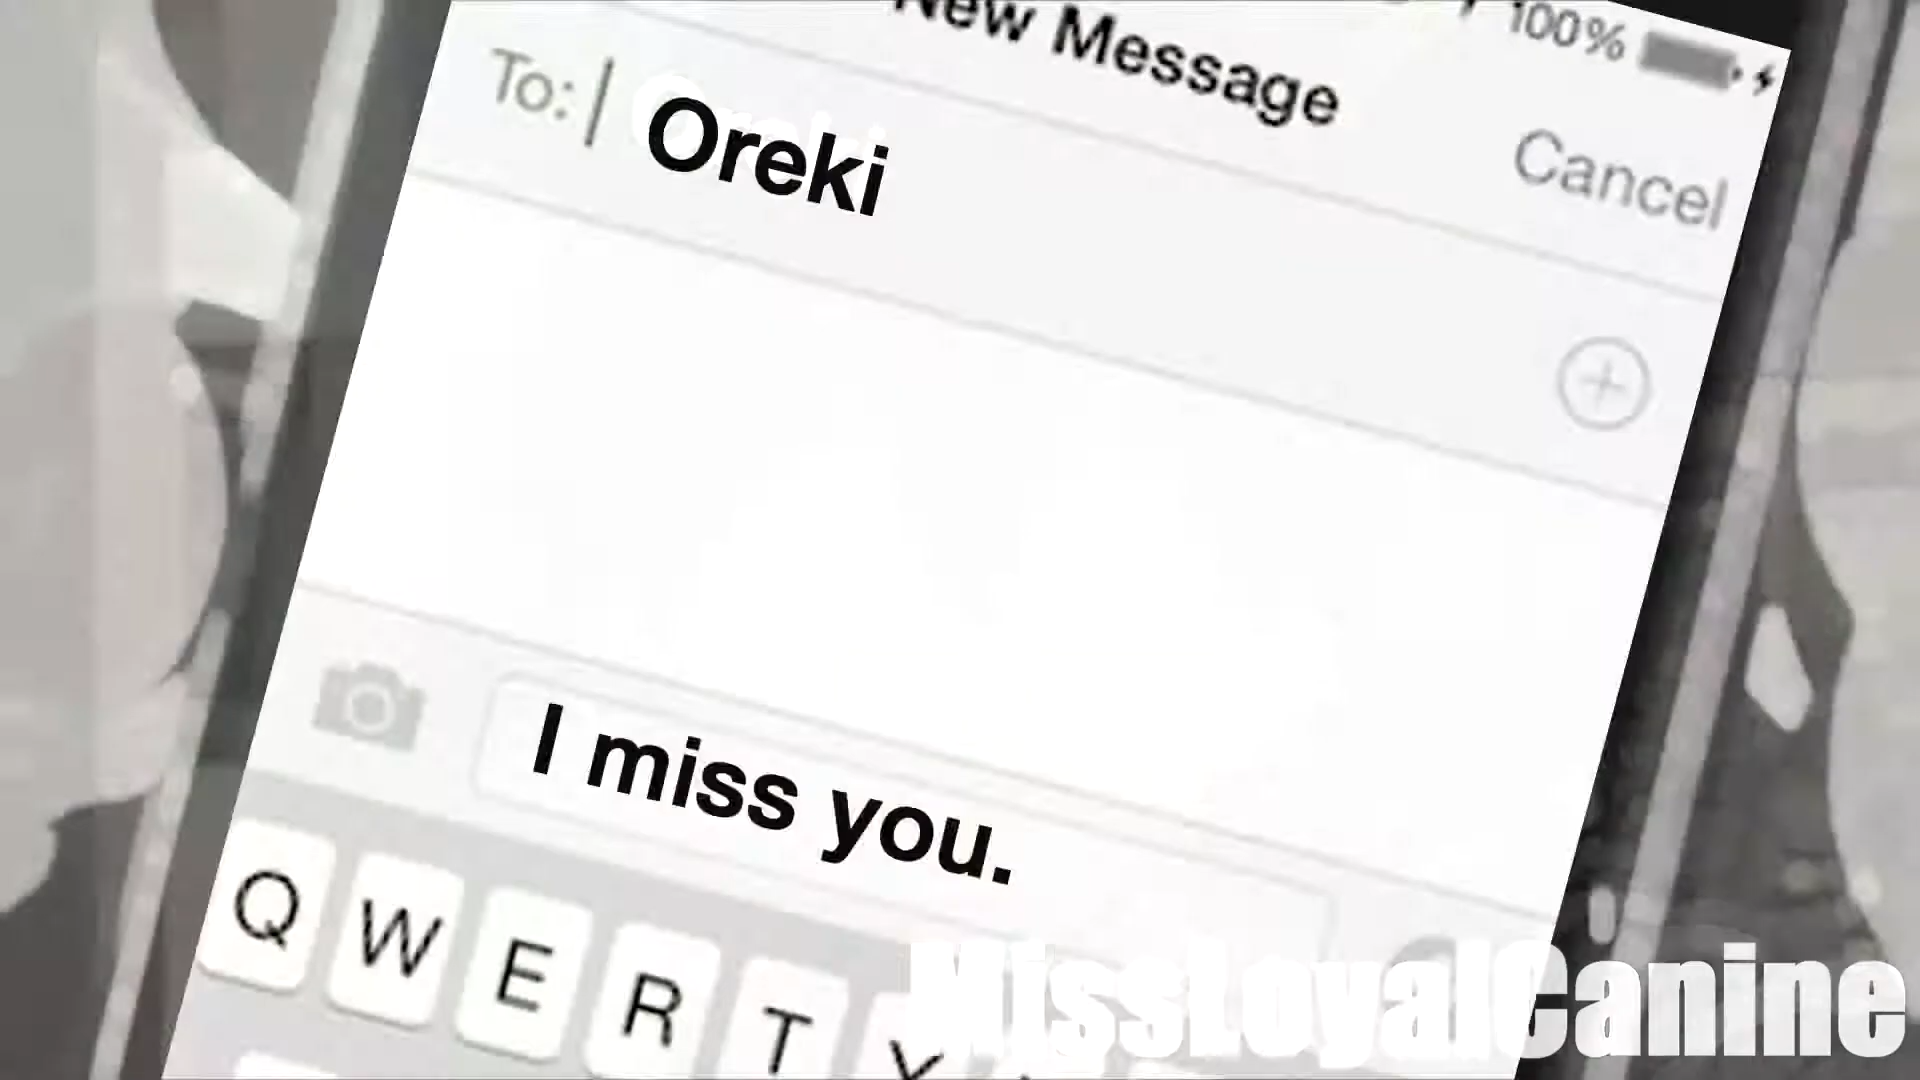 New Message
100%
To: Oreki
Cancel
I miss you.
Q W E R T Y
MissLoyalCanine